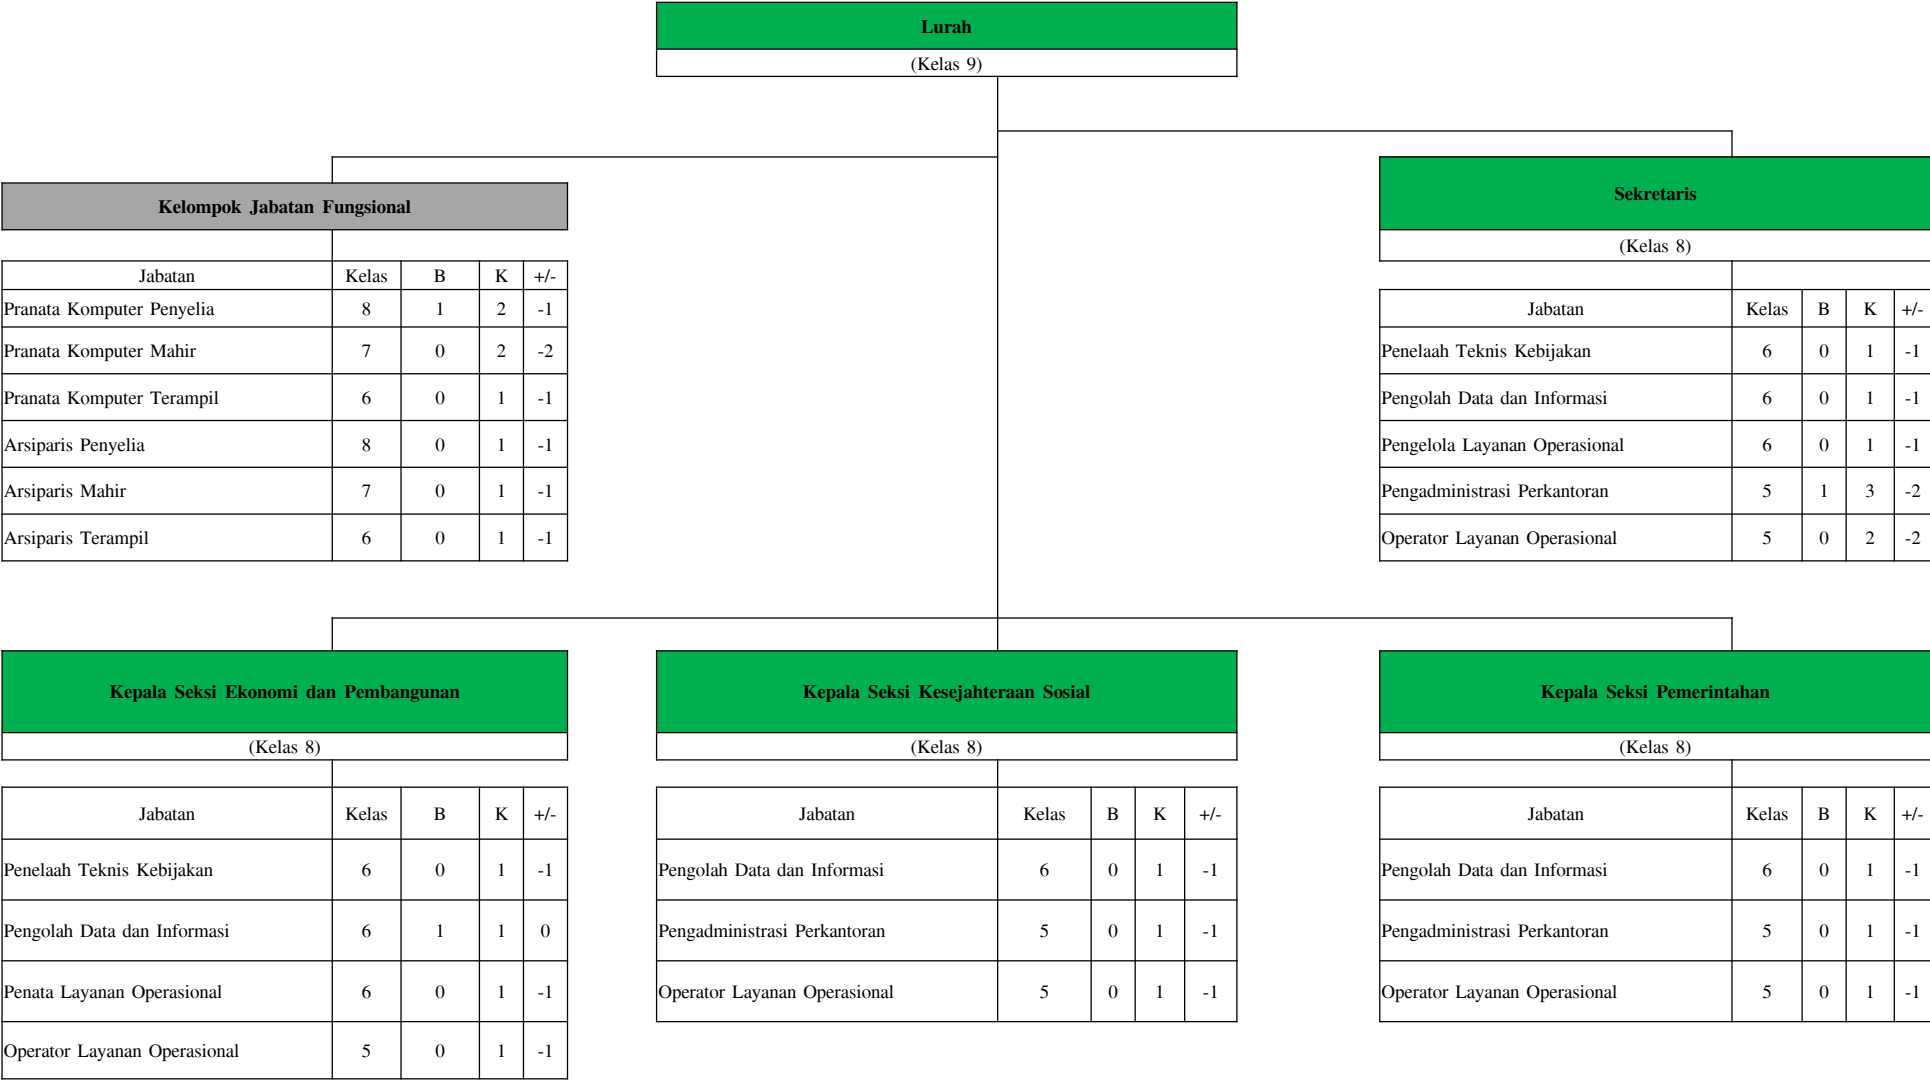 Lurah
(Kelas 9)
Kelompok Jabatan Fungsional
Jabatan Kelas B K +/-
Pranata Komputer Penyelia 8 1 2 -1
Pranata Komputer Mahir 7 0 2 -2
Pranata Komputer Terampil 6 0 1 -1
Arsiparis Penyelia 8 0 1 -1
Arsiparis Mahir 7 0 1 -1
Arsiparis Terampil 6 0 1 -1
Sekretaris
(Kelas 8)
Jabatan Kelas B K +/-
Penelaah Teknis Kebijakan 6 0 1 -1
Pengolah Data dan Informasi 6 0 1 -1
Pengelola Layanan Operasional 6 0 1 -1
Pengadministrasi Perkantoran 5 1 3 -2
Operator Layanan Operasional 5 0 2 -2
Kepala Seksi Ekonomi dan Pembangunan
(Kelas 8)
Jabatan Kelas B K +/-
Penelaah Teknis Kebijakan 6 0 1 -1
Pengolah Data dan Informasi 6 1 1 0
Penata Layanan Operasional 6 0 1 -1
Operator Layanan Operasional 5 0 1 -1
Kepala Seksi Kesejahteraan Sosial
(Kelas 8)
Jabatan Kelas B K +/-
Pengolah Data dan Informasi 6 0 1 -1
Pengadministrasi Perkantoran 5 0 1 -1
Operator Layanan Operasional 5 0 1 -1
Kepala Seksi Pemerintahan
(Kelas 8)
Jabatan Kelas B K +/-
Pengolah Data dan Informasi 6 0 1 -1
Pengadministrasi Perkantoran 5 0 1 -1
Operator Layanan Operasional 5 0 1 -1